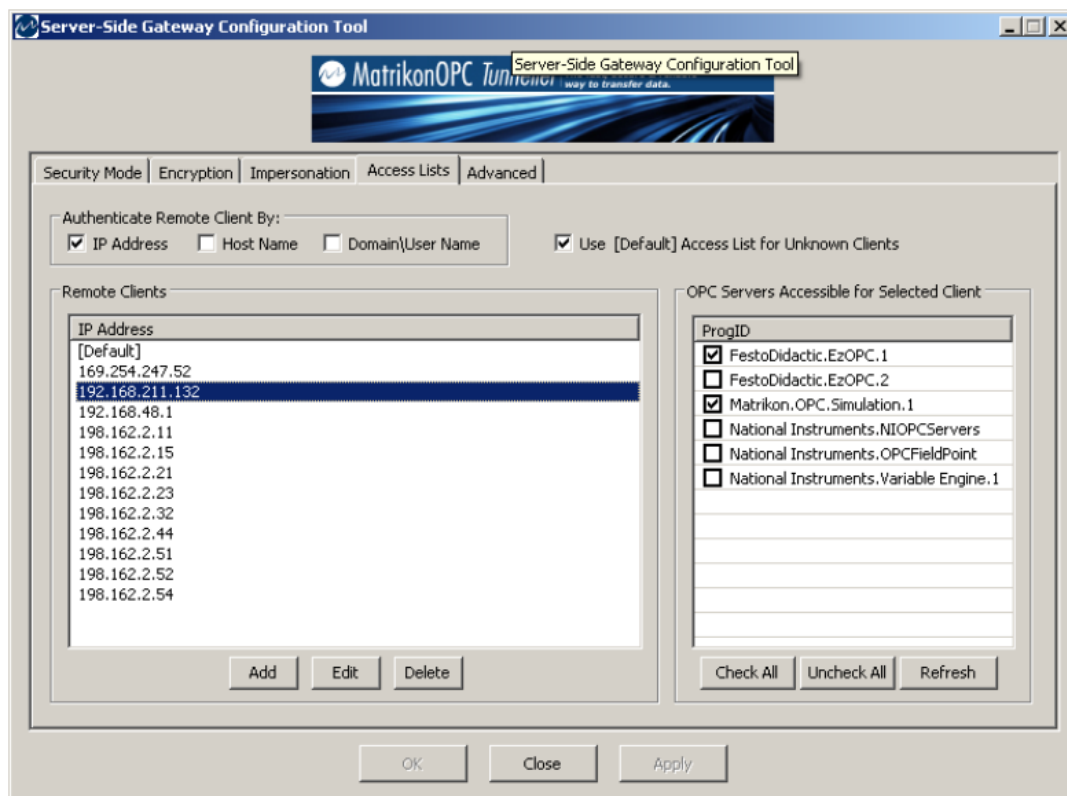 Server-Side Gateway Configuration Tool
MatrikonOPC
Server-Side Gateway Configuration Tool
way to transfer data.
Security Mode Encryption Impersonation Access Lists Advanced
Authenticate Remote Client By:
IP Address Host Name Domain\User Name Use [Default] Access List for Unknown Clients
Remote Clients OPC Servers Accessible for Selected Client
IP Address
[Default]
169.254.247.52
192.168.211.132
192.168.48.1
198.162.2.11
198.162.2.15
198.162.2.21
198.162.2.23
198.162.2.32
198.162.2.44
198.162.2.51
198.162.2.52
198.162.2.54
ProgID
FestoDidactic.EzOPC.1
FestoDidactic.EzOPC.2
Matrikon.OPC.Simulation.1
National Instruments.NIOPCServers
National Instruments.OPCFieldPoint
National Instruments.Variable Engine.1
Add Edit Delete
Check All Uncheck All Refresh
OK Close Apply